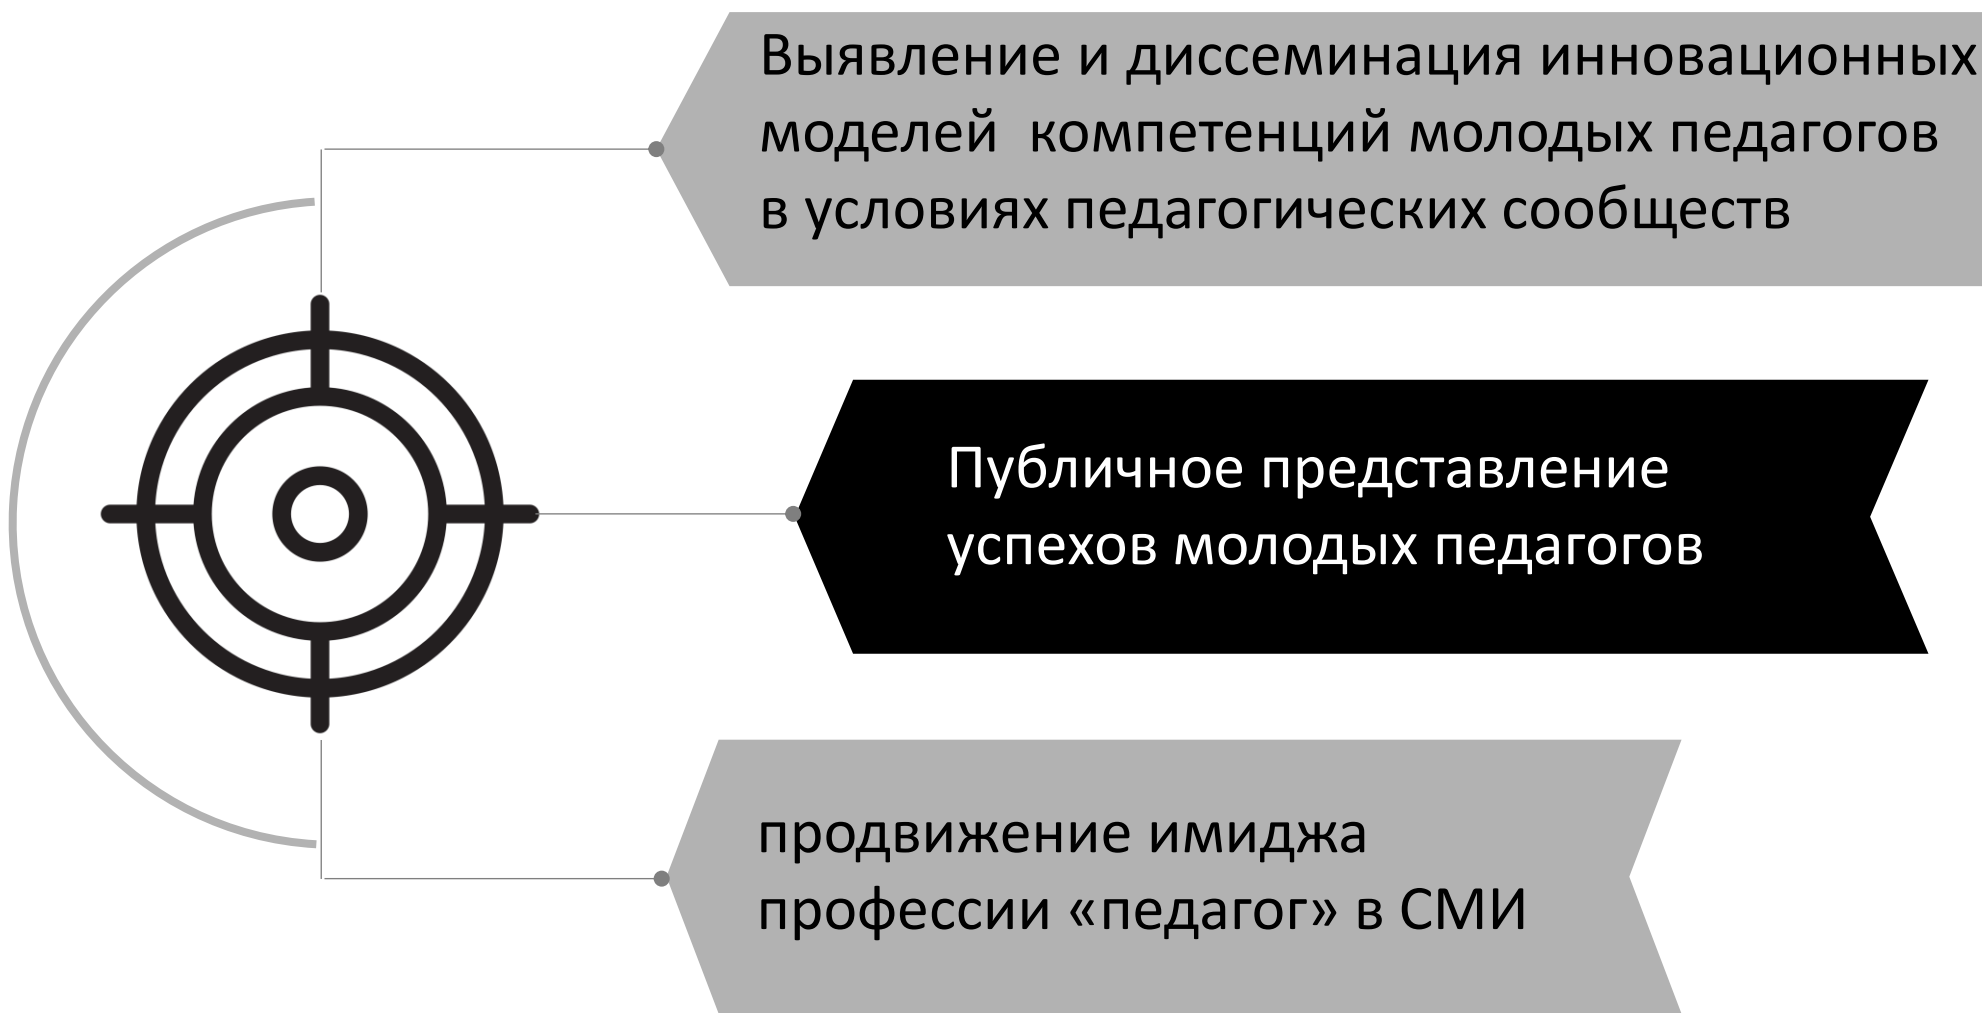 Выявление и диссеминация инновационных
моделей компетенций молодых педагогов
в условиях педагогических сообществ
Публичное представление
успехов молодых педагогов
продвижение имиджа
профессии «педагог» в СМИ